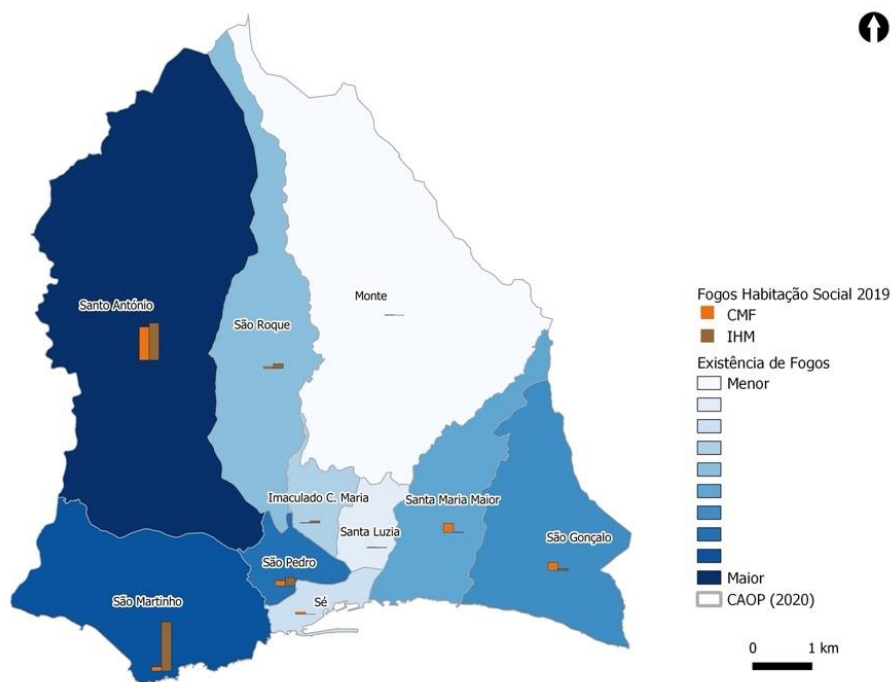 Santo António
São Roque
Monte
Imaculado C. Maria
Santa Luzia
Santa Maria Maior
São Gonçalo
São Pedro
São Martinho
Sé
Fogos Habitação Social 2019
CMF
IHM
Existência de Fogos
Menor
Maior
CAOP (2020)
0 1 km